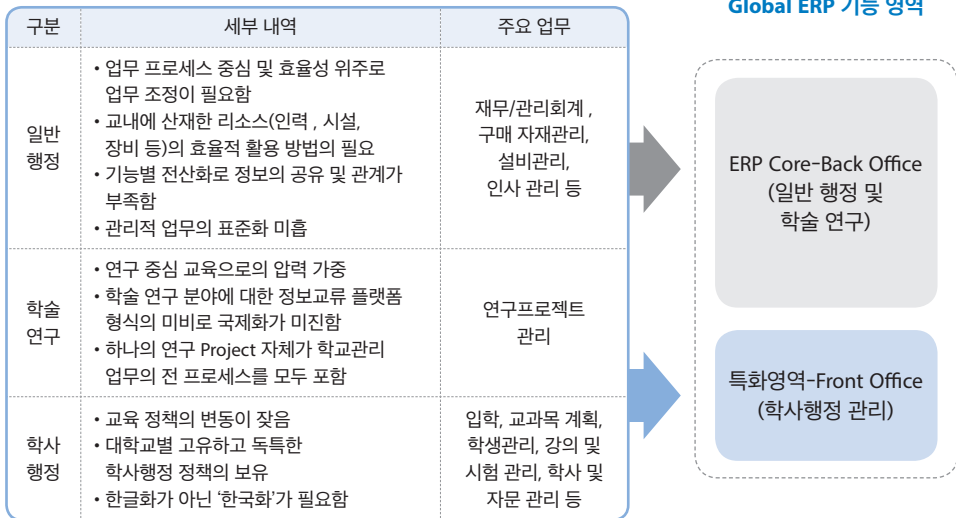 Global ERP 기능 영역
구분
세부 내역
주요 업무
일반
행정
• 업무 프로세스 중심 및 효율성 위주로
업무 조정이 필요함
• 교내에 산재한 리소스(인력 , 시설,
장비 등)의 효율적 활용 방법의 필요
• 기능별 전산화로 정보의 공유 및 관계가
부족함
• 관리적 업무의 표준화 미흡
재무/관리회계 ,
구매 자재관리,
설비관리,
인사 관리 등
학술
연구
• 연구 중심 교육으로의 압력 가중
• 학술 연구 분야에 대한 정보교류 플랫폼
형식의 미비로 국제화가 미진함
• 하나의 연구 Project 자체가 학교관리
업무의 전 프로세스를 모두 포함
연구프로젝트
관리
학사
행정
• 교육 정책의 변동이 잦음
• 대학교별 고유하고 독특한
학사행정 정책의 보유
• 한글화가 아닌 ‘한국화’가 필요함
입학, 교과목 계획,
학생관리, 강의 및
시험 관리, 학사 및
자문 관리 등
ERP Core-Back Office
(일반 행정 및
학술 연구)
특화영역-Front Office
(학사행정 관리)